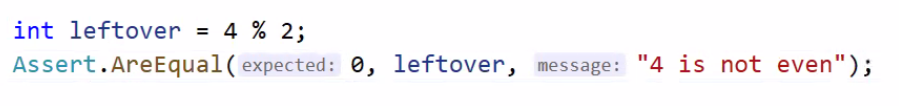 int leftover = 4 % 2;
Assert.AreEqual(expected: 0, leftover, message: "4 is not even");